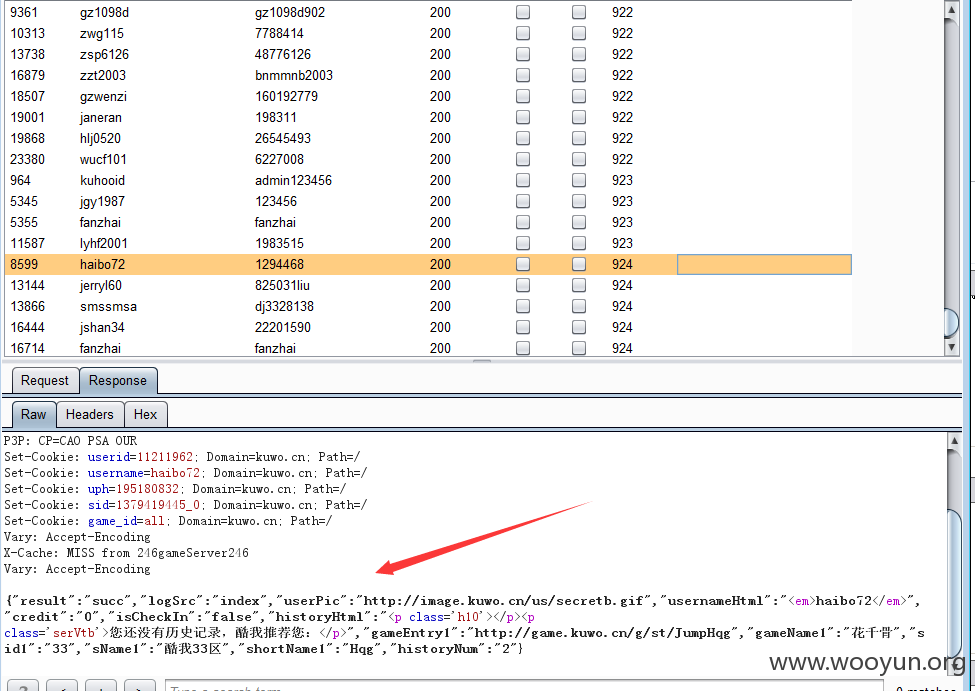 9361 gz1098d gz1098d902 200 922
10313 zwg115 7788414 200 922
13738 zsp6126 48776126 200 922
16879 zzt2003 bnmmnb2003 200 922
18507 gzwenzi 160192779 200 922
19001 janeran 198311 200 922
19868 hlj0520 26545493 200 922
23380 wucf101 6227008 200 922
964 kuhooid admin123456 200 923
5345 jgy1987 123456 200 923
5355 fanzhai fanzhai 200 923
11587 lyhf2001 1983515 200 923
8599 haibo72 1294468 200 924
13144 jerryl60 825031liu 200 924
13866 smssmsa dj3328138 200 924
16444 jshan34 22201590 200 924
16714 fanzhai fanzhai 200 924
Request Response
Raw Headers Hex
P3P: CP=CAO PSA OUR
Set-Cookie: userid=11211962; Domain=kuwo.cn; Path=/
Set-Cookie: username=haibo72; Domain=kuwo.cn; Path=/
Set-Cookie: uph=195180832; Domain=kuwo.cn; Path=/
Set-Cookie: sid=1379419445_0; Domain=kuwo.cn; Path=/
Set-Cookie: game_id=all; Domain=kuwo.cn; Path=/
Vary: Accept-Encoding
X-Cache: MISS from 246gameServer246
Vary: Accept-Encoding
{"result":"succ","logSrc":"index","userPic":"http://image.kuwo.cn/us/secretb.gif","usernameHtml":"<em>haibo72</em>",
"credit":"0","isCheckIn":"false","historyHtml":"<p class='h10'></p><p
class='serVtb'>您还没有历史记录，酷我推荐您：</p>","gameEntry1":"http://game.kuwo.cn/g/st/JumpHqg","gameName1":"花千骨","s
id1":"33","sName1":"酷我33区","shortName1":"Hqg","historyNum":"2"}
www.wooyun.org
? < + >
Type a search term
0 matches